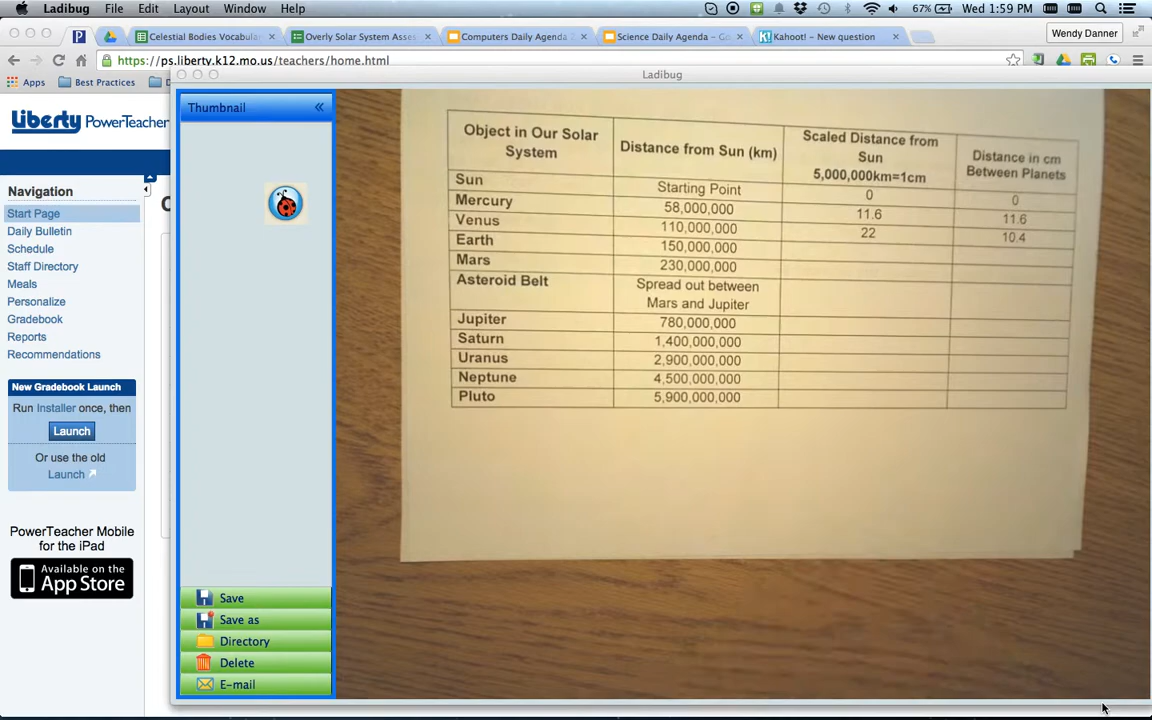 Ladibug File Edit Layout Window Help 67% Wed 1:59 PM
Celestial Bodies Vocabular Overly Solar System Asses Computers Daily Agenda Science Daily Agenda – Go Kahoot! – New question Wendy Danner
https://ps.liberty.k12.mo.us/teachers/home.html
Apps Best Practices
Ladibug
Liberty PowerTeacher
Navigation
Start Page
Daily Bulletin
Schedule
Staff Directory
Meals
Personalize
Gradebook
Reports
Recommendations
New Gradebook Launch
Run Installer once, then
Launch
Or use the old
Launch
PowerTeacher Mobile
for the iPad
Available on the
App Store
Thumbnail «
Save
Save as
Directory
Delete
E-mail
Object in Our Solar
System
Distance from Sun (km)
Scaled Distance from
Sun
5,000,000km=1cm
Distance in cm
Between Planets
Sun Starting Point 0 0
Mercury 58,000,000 11.6 11.6
Venus 110,000,000 22 10.4
Earth 150,000,000
Mars 230,000,000
Asteroid Belt Spread out between
Mars and Jupiter
Jupiter 780,000,000
Saturn 1,400,000,000
Uranus 2,900,000,000
Neptune 4,500,000,000
Pluto 5,900,000,000